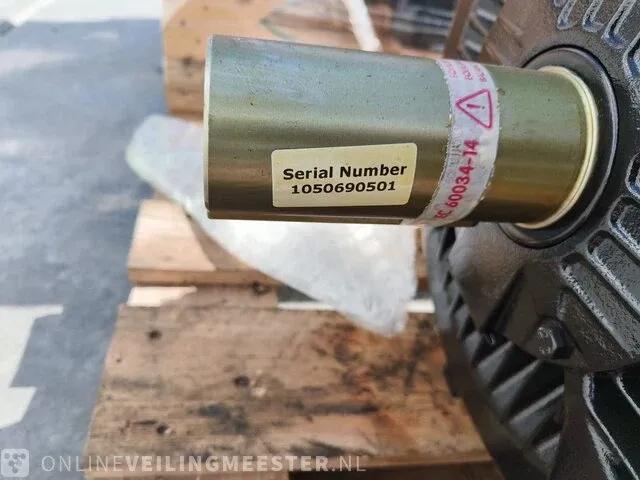 Serial Number
1050690501
60034-14
ONLINEVEILINGMEESTER.NL